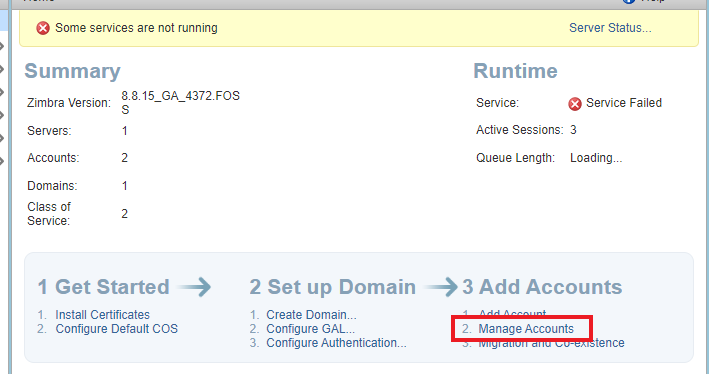 Home
Help
Some services are not running
Server Status...
Summary
Runtime
Zimbra Version:
8.8.15_GA_4372.FOS
S
Service:
Service Failed
Servers:
1
Active Sessions:
3
Accounts:
2
Queue Length:
Loading...
Domains:
1
Class of
Service:
2
1 Get Started
2 Set up Domain
3 Add Accounts
1. Install Certificates
2. Configure Default COS
1. Create Domain...
2. Configure GAL...
3. Configure Authentication...
1. Add Account
2. Manage Accounts
3. Migration and Co-existence